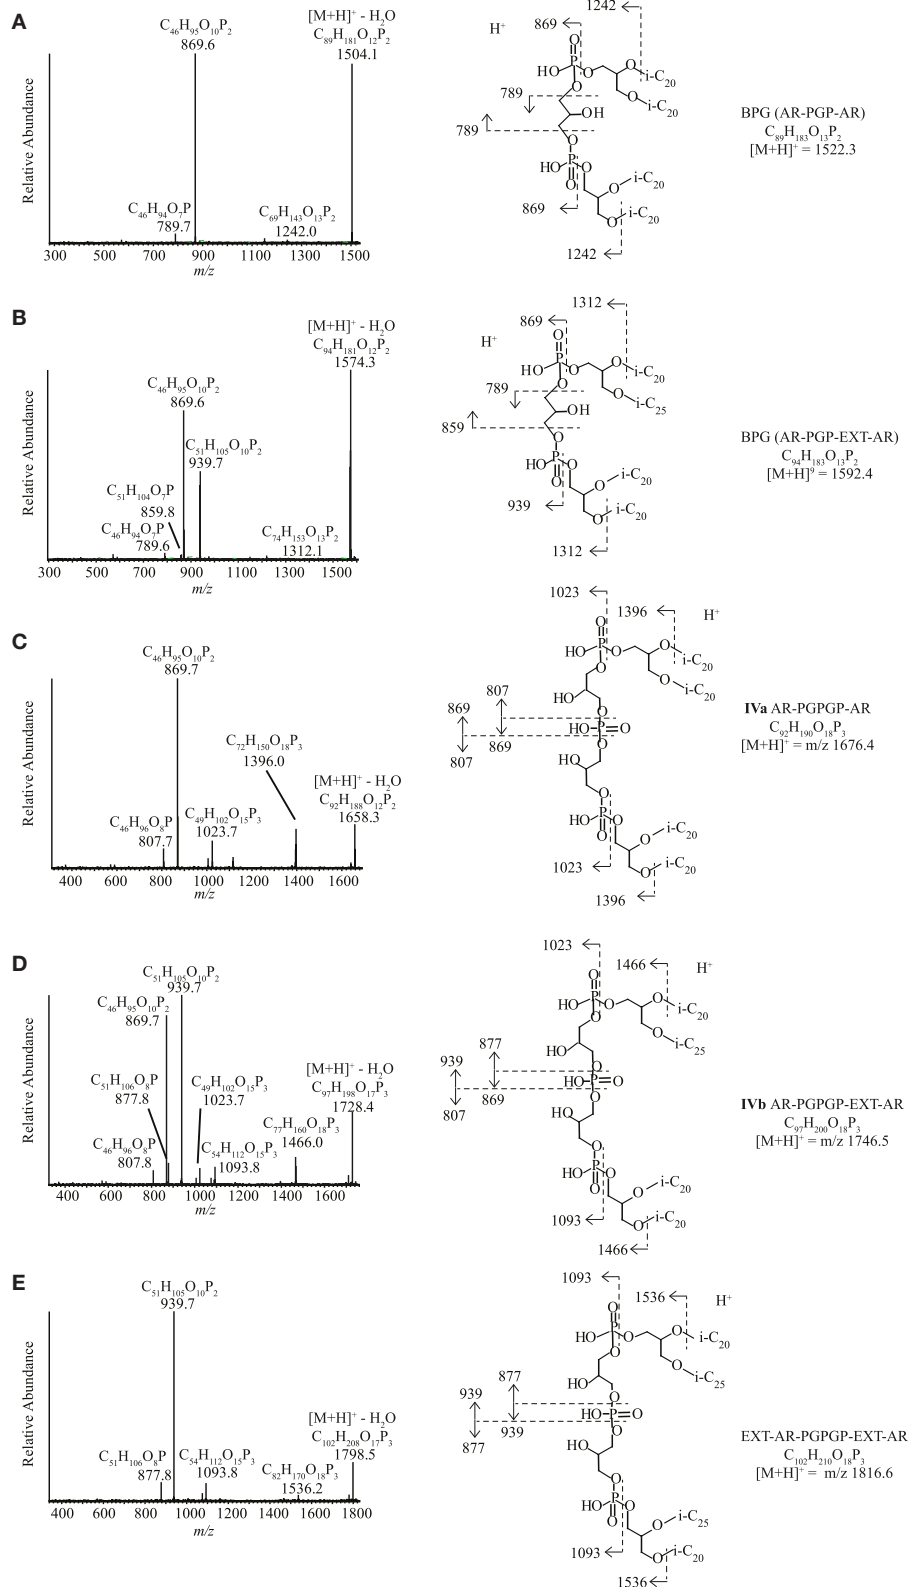 A
C46H95O10P2
869.6
[M+H]+ - H2O
C89H181O12P2
1504.1
Relative Abundance
C46H94O7P
789.7
C69H143O13P2
1242.0
300 500 700 900 1100 1300 1500
m/z
H+
1242
869
O
HO P O
O i-C20
O i-C20
O
789
OH
789
O
HO P O
O
O i-C20
O i-C20
869
1242
BPG (AR-PGP-AR)
C89H183O13P2
[M+H]+ = 1522.3
B
[M+H]+ - H2O
C94H181O12P2
1574.3
C46H95O10P2
869.6
C51H105O10P2
939.7
C51H104O7P
859.8
C46H94O7P
789.6
C74H153O13P2
1312.1
Relative Abundance
300 500 700 900 1100 1300 1500
m/z
H+
1312
869
O
HO P O
O i-C20
O i-C25
O
789
OH
859
O
HO P O
O
O i-C20
O i-C20
939
1312
BPG (AR-PGP-EXT-AR)
C94H183O13P2
[M+H]9 = 1592.4
C
C46H95O10P2
869.7
C72H150O18P3
1396.0
[M+H]+ - H2O
C92H188O12P2
1658.3
C46H96O8P
807.7
C49H102O15P3
1023.7
Relative Abundance
400 600 800 1000 1200 1400 1600
m/z
1023
1396
H+
O
HO P O
O i-C20
O i-C20
O
HO
807
869
O
HO P O
869
807
O
HO
O
HO P O
O
O i-C20
O i-C20
1023
1396
IVa AR-PGPGP-AR
C92H190O18P3
[M+H]+ = m/z 1676.4
D
C51H105O10P2
939.7
C46H95O10P2
869.7
C51H106O8P
877.8
C49H102O15P3
1023.7
[M+H]+ - H2O
C97H198O17P3
1728.4
C77H160O18P3
1466.0
C46H96O8P
807.8
C54H112O15P3
1093.8
Relative Abundance
400 600 800 1000 1200 1400 1600
m/z
1023
1466
H+
O
HO P O
O i-C20
O i-C25
O
HO
877
939
O
HO P O
807
869
O
HO
O
HO P O
O
O i-C20
O i-C20
1093
1466
IVb AR-PGPGP-EXT-AR
C97H200O18P3
[M+H]+ = m/z 1746.5
E
C51H105O10P2
939.7
[M+H]+ - H2O
C102H208O17P3
1798.5
C51H106O8P
877.8
C54H112O15P3
1093.8
C82H170O18P3
1536.2
Relative Abundance
400 600 800 1000 1200 1400 1600 1800
m/z
1093
1536
H+
O
HO P O
O i-C20
O i-C25
O
HO
877
939
O
HO P O
939
877
O
HO
O
HO P O
O
O i-C25
O i-C20
1093
1536
EXT-AR-PGPGP-EXT-AR
C102H210O18P3
[M+H]+ = m/z 1816.6